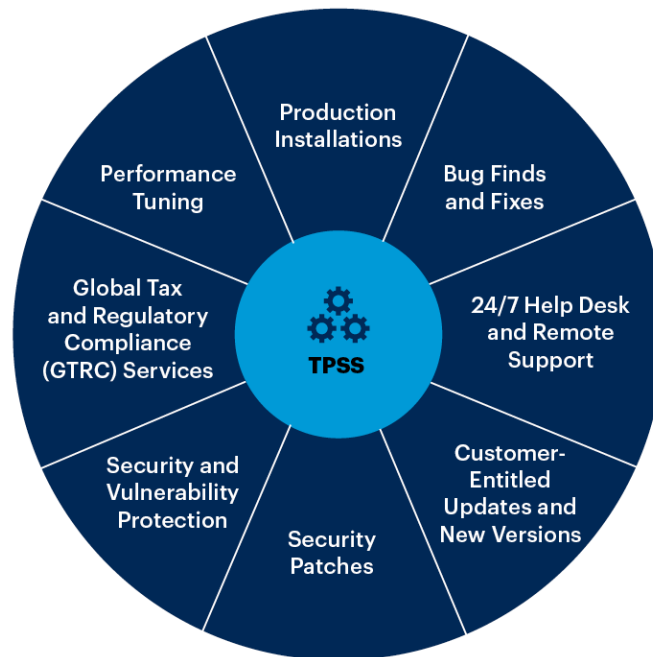 Production
Installations
Bug Finds
and Fixes
24/7 Help Desk
and Remote
Support
Customer-
Entitled
Updates and
New Versions
Security
Patches
Security and
Vulnerability
Protection
Global Tax
and Regulatory
Compliance
(GTRC) Services
Performance
Tuning
TPSS